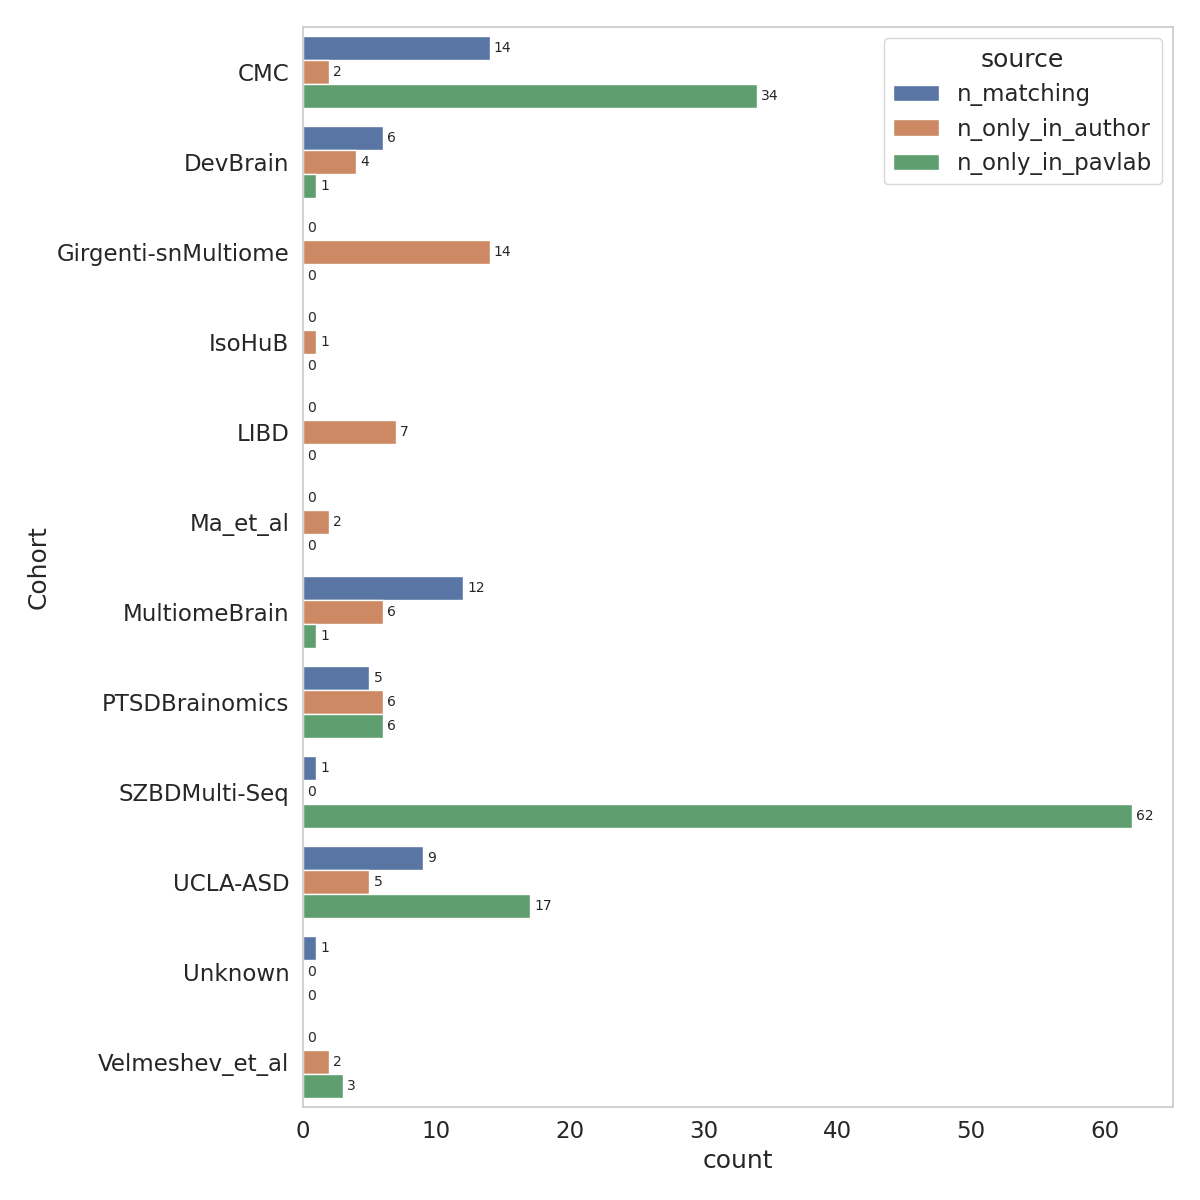 source
n_matching
n_only_in_author
n_only_in_pavlab
Cohort
CMC
14
2
34
DevBrain
6
4
1
Girgenti-snMultiome
0
14
0
IsoHuB
0
1
0
LIBD
0
7
0
Ma_et_al
0
2
0
MultiomeBrain
12
6
1
PTSDBrainomics
5
6
6
SZBDMulti-Seq
1
0
62
UCLA-ASD
9
5
17
Unknown
1
0
0
Velmeshev_et_al
0
2
3
0 10 20 30 40 50 60
count